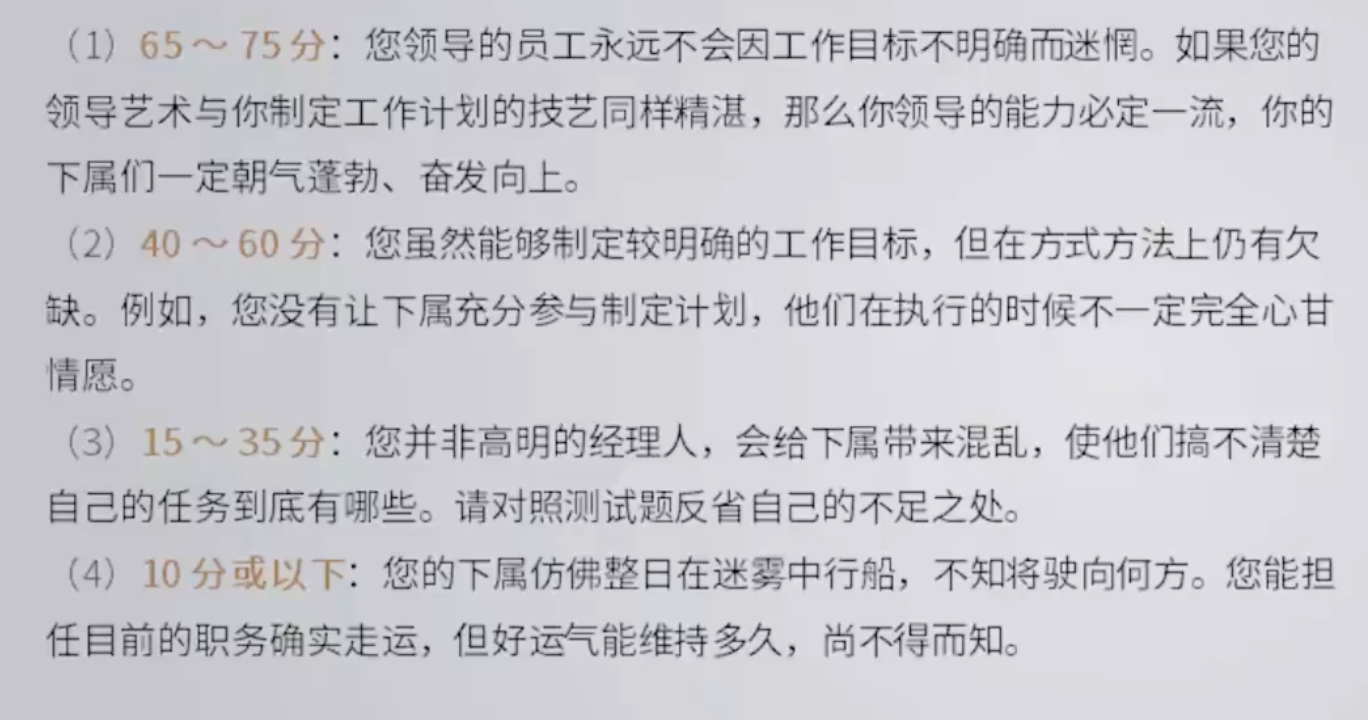 （1）65～75分：您领导的员工永远不会因工作目标不明确而迷惘。如果您的
领导艺术与你制定工作计划的技艺同样精湛，那么你领导的能力必定一流，你的
下属们一定朝气蓬勃、奋发向上。
（2）40～60分：您虽然能够制定较明确的工作目标，但在方式方法上仍有欠
缺。例如，您没有让下属充分参与制定计划，他们在执行的时候不一定完全心甘
情愿。
（3）15～35分：您并非高明的经理人，会给下属带来混乱，使他们搞不清楚
自己的任务到底有哪些。请对照测试题反省自己的不足之处。
（4）10分或以下：您的下属仿佛整日在迷雾中行船，不知将驶向何方。您能担
任目前的职务确实走运，但好运气能维持多久，尚不得而知。